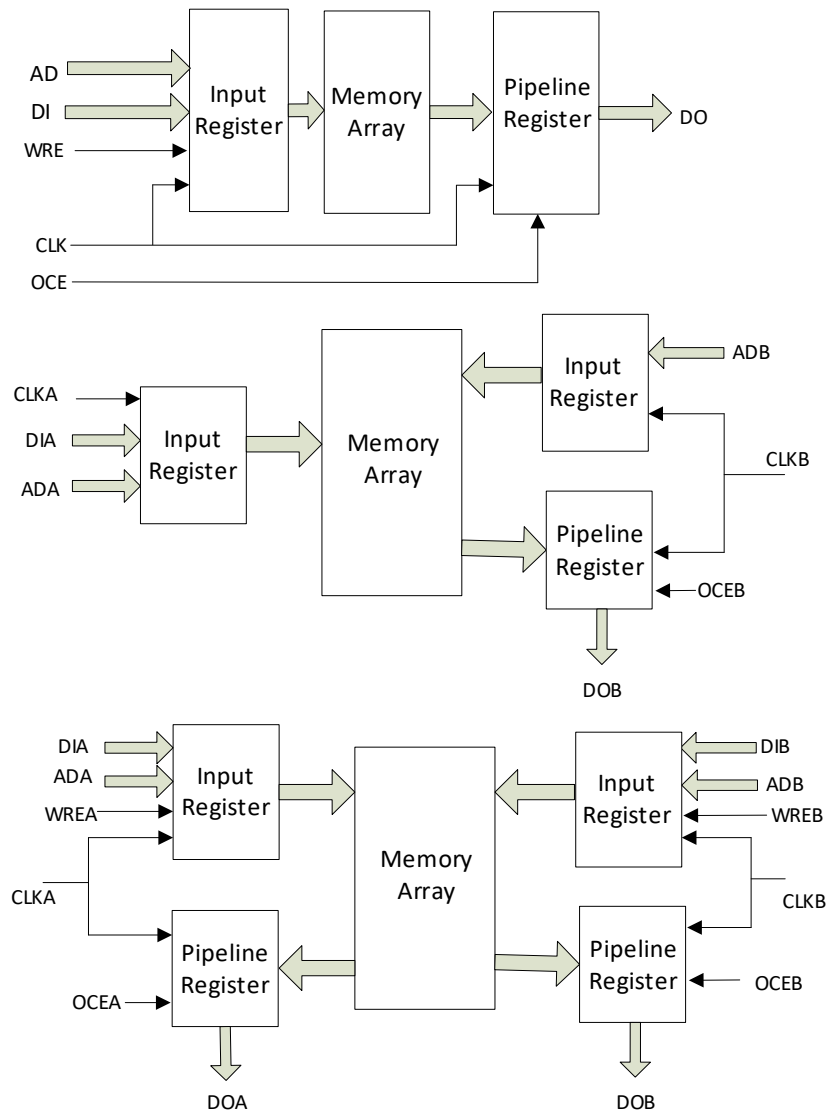 AD
DI
WRE
CLK
OCE
Input
Register
Memory
Array
Pipeline
Register
DO
CLKA
DIA
ADA
Input
Register
Memory
Array
Input
Register
ADB
CLKB
Pipeline
Register
OCEB
DOB
DIA
ADA
WREA
CLKA
OCEA
Input
Register
Pipeline
Register
DOA
Memory
Array
Input
Register
DIB
ADB
WREB
CLKB
Pipeline
Register
OCEB
DOB